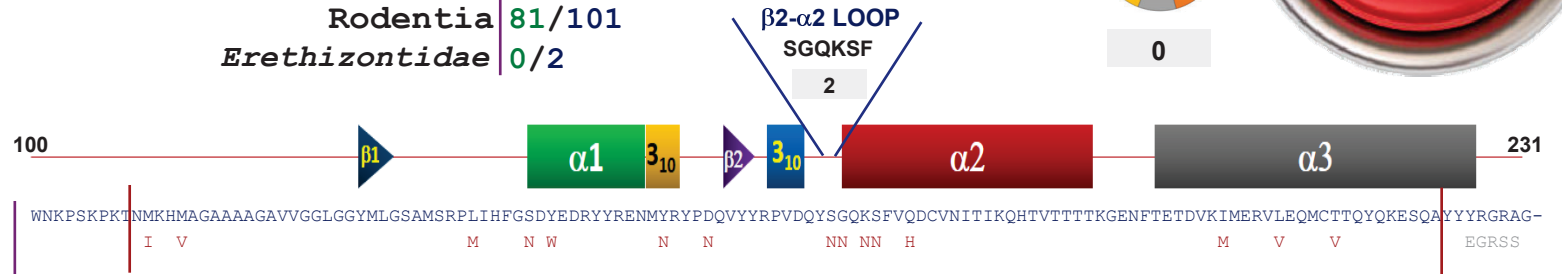 Rodentia 81/101
Erethizontidae 0/2
β2-α2 LOOP
SGQKSF
2
0
100 β1 α1 3₁₀ β2 3₁₀ α2 α3 231
WNKPSKPKTNMKHMAGAAAAGAVVGGLGGYMLGSAMSRPLIHFGSDYEDRYYRENMYRYPDQVYYRPVDQYSGQKSFVQDCVNITIKQHTVTTTTKGENFTETDVKIMERVLEQMCTTQYQKESQAYYYRGRAG-
I V M N W N N NN NN H M V V EGRSS